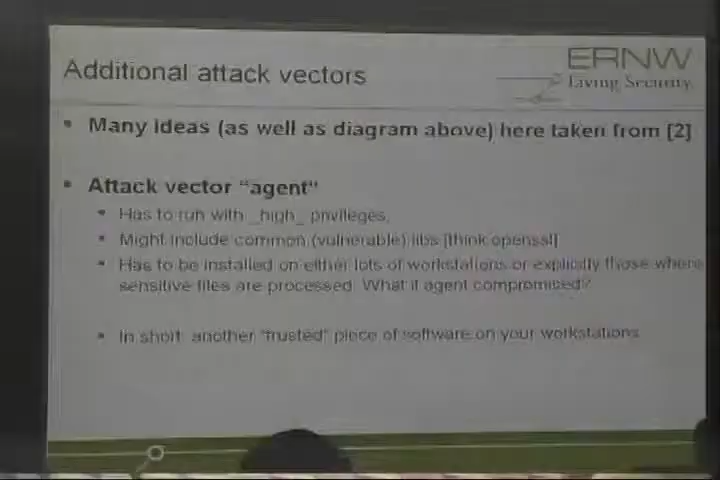 ERNW
Living Security.
Additional attack vectors
• Many ideas (as well as diagram above) here taken from [2]
• Attack vector "agent"
• Has to run with _high_ privileges.
• Might include common (vulnerable) libs [think:openssl]
• Has to be installed on either lots of workstations or explicitly those where
sensitive files are processed. What if agent compromised?
• In short: another "trusted" piece of software on your workstations